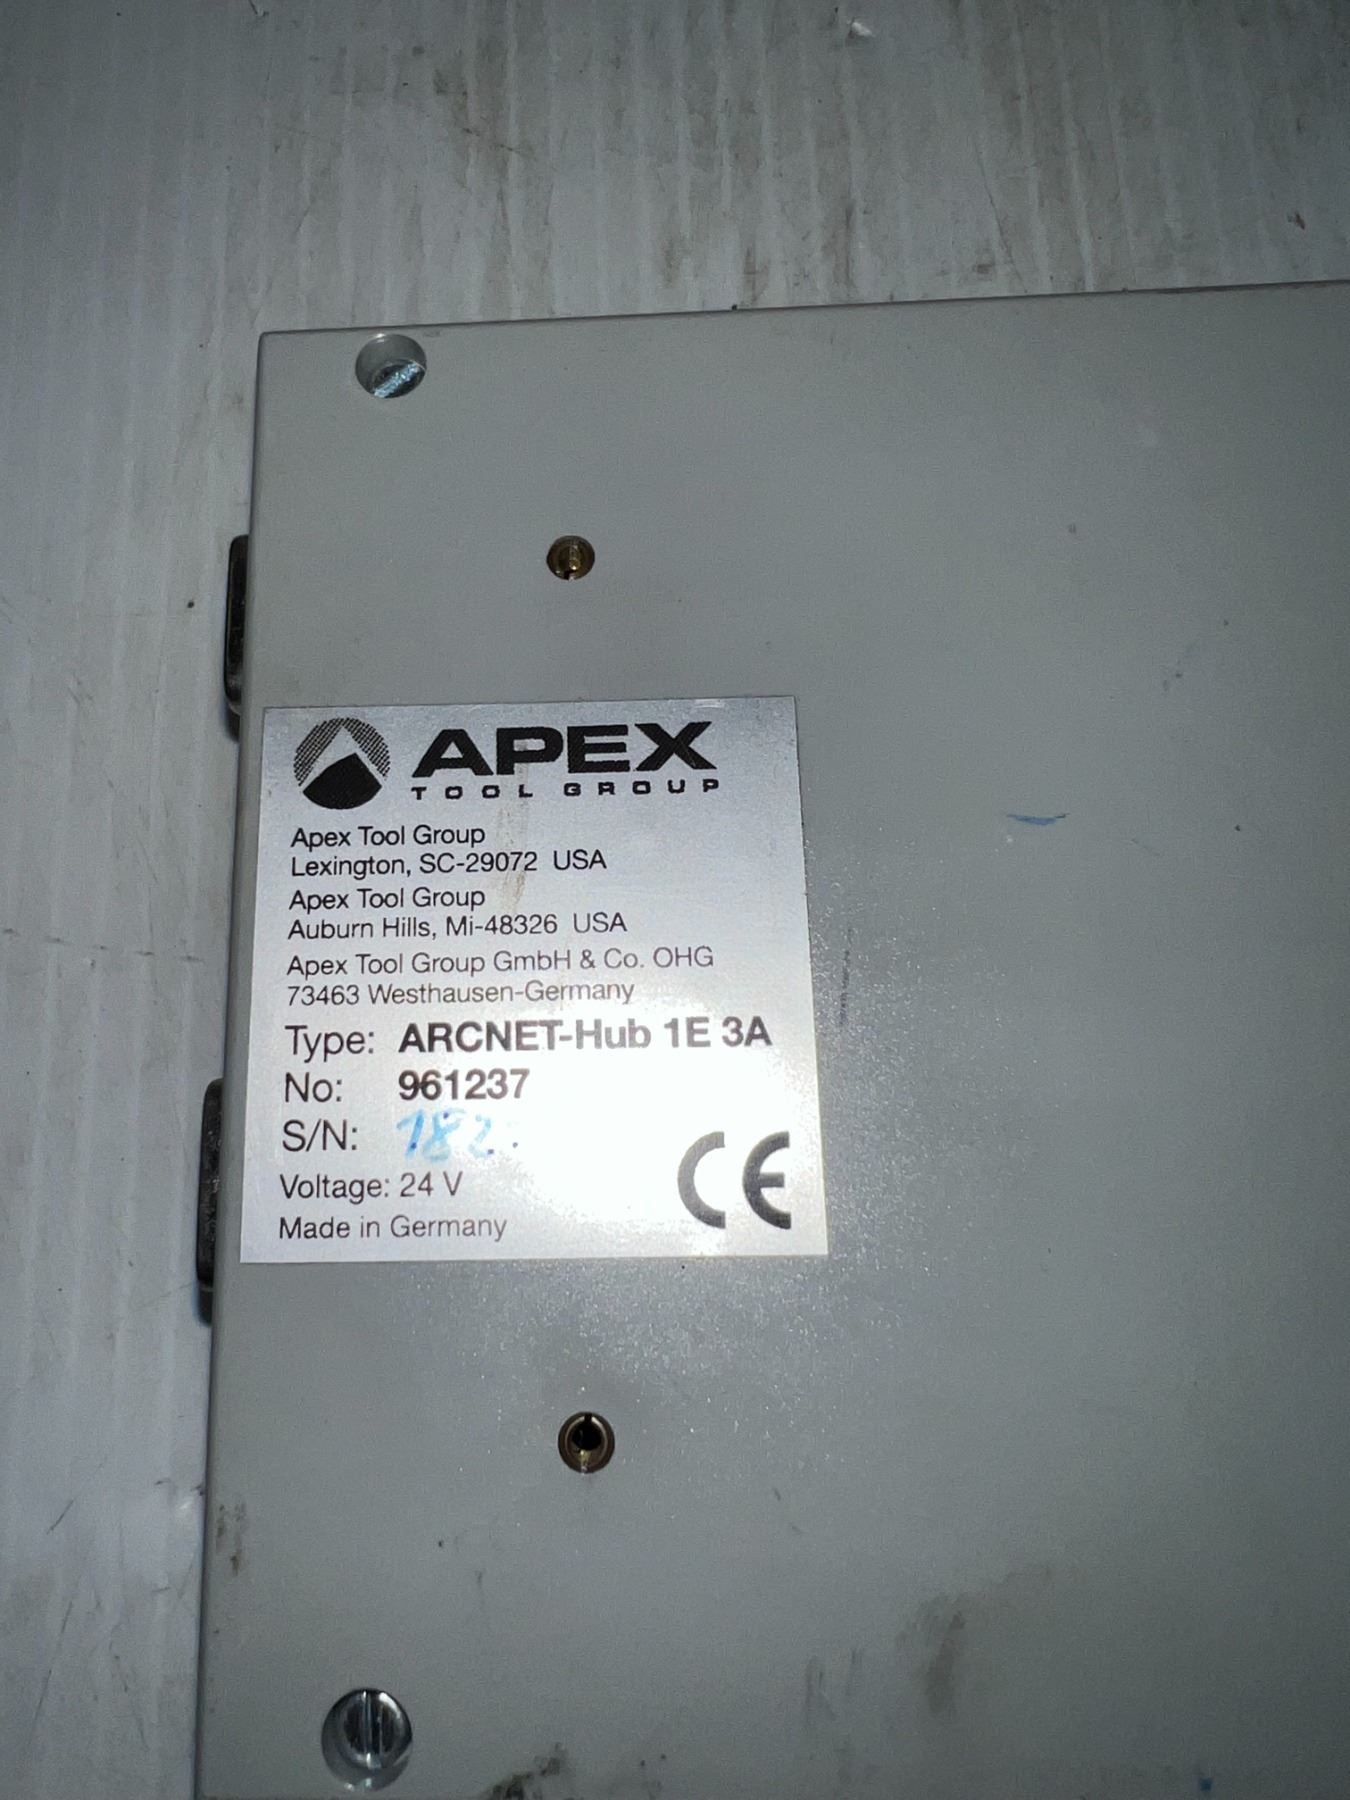 APEX
TOOL GROUP
Apex Tool Group
Lexington, SC-29072 USA
Apex Tool Group
Auburn Hills, Mi-48326 USA
Apex Tool Group GmbH & Co. OHG
73463 Westhausen-Germany
Type: ARCNET-Hub 1E 3A
No: 961237
S/N: 182
Voltage: 24 V
CE
Made in Germany